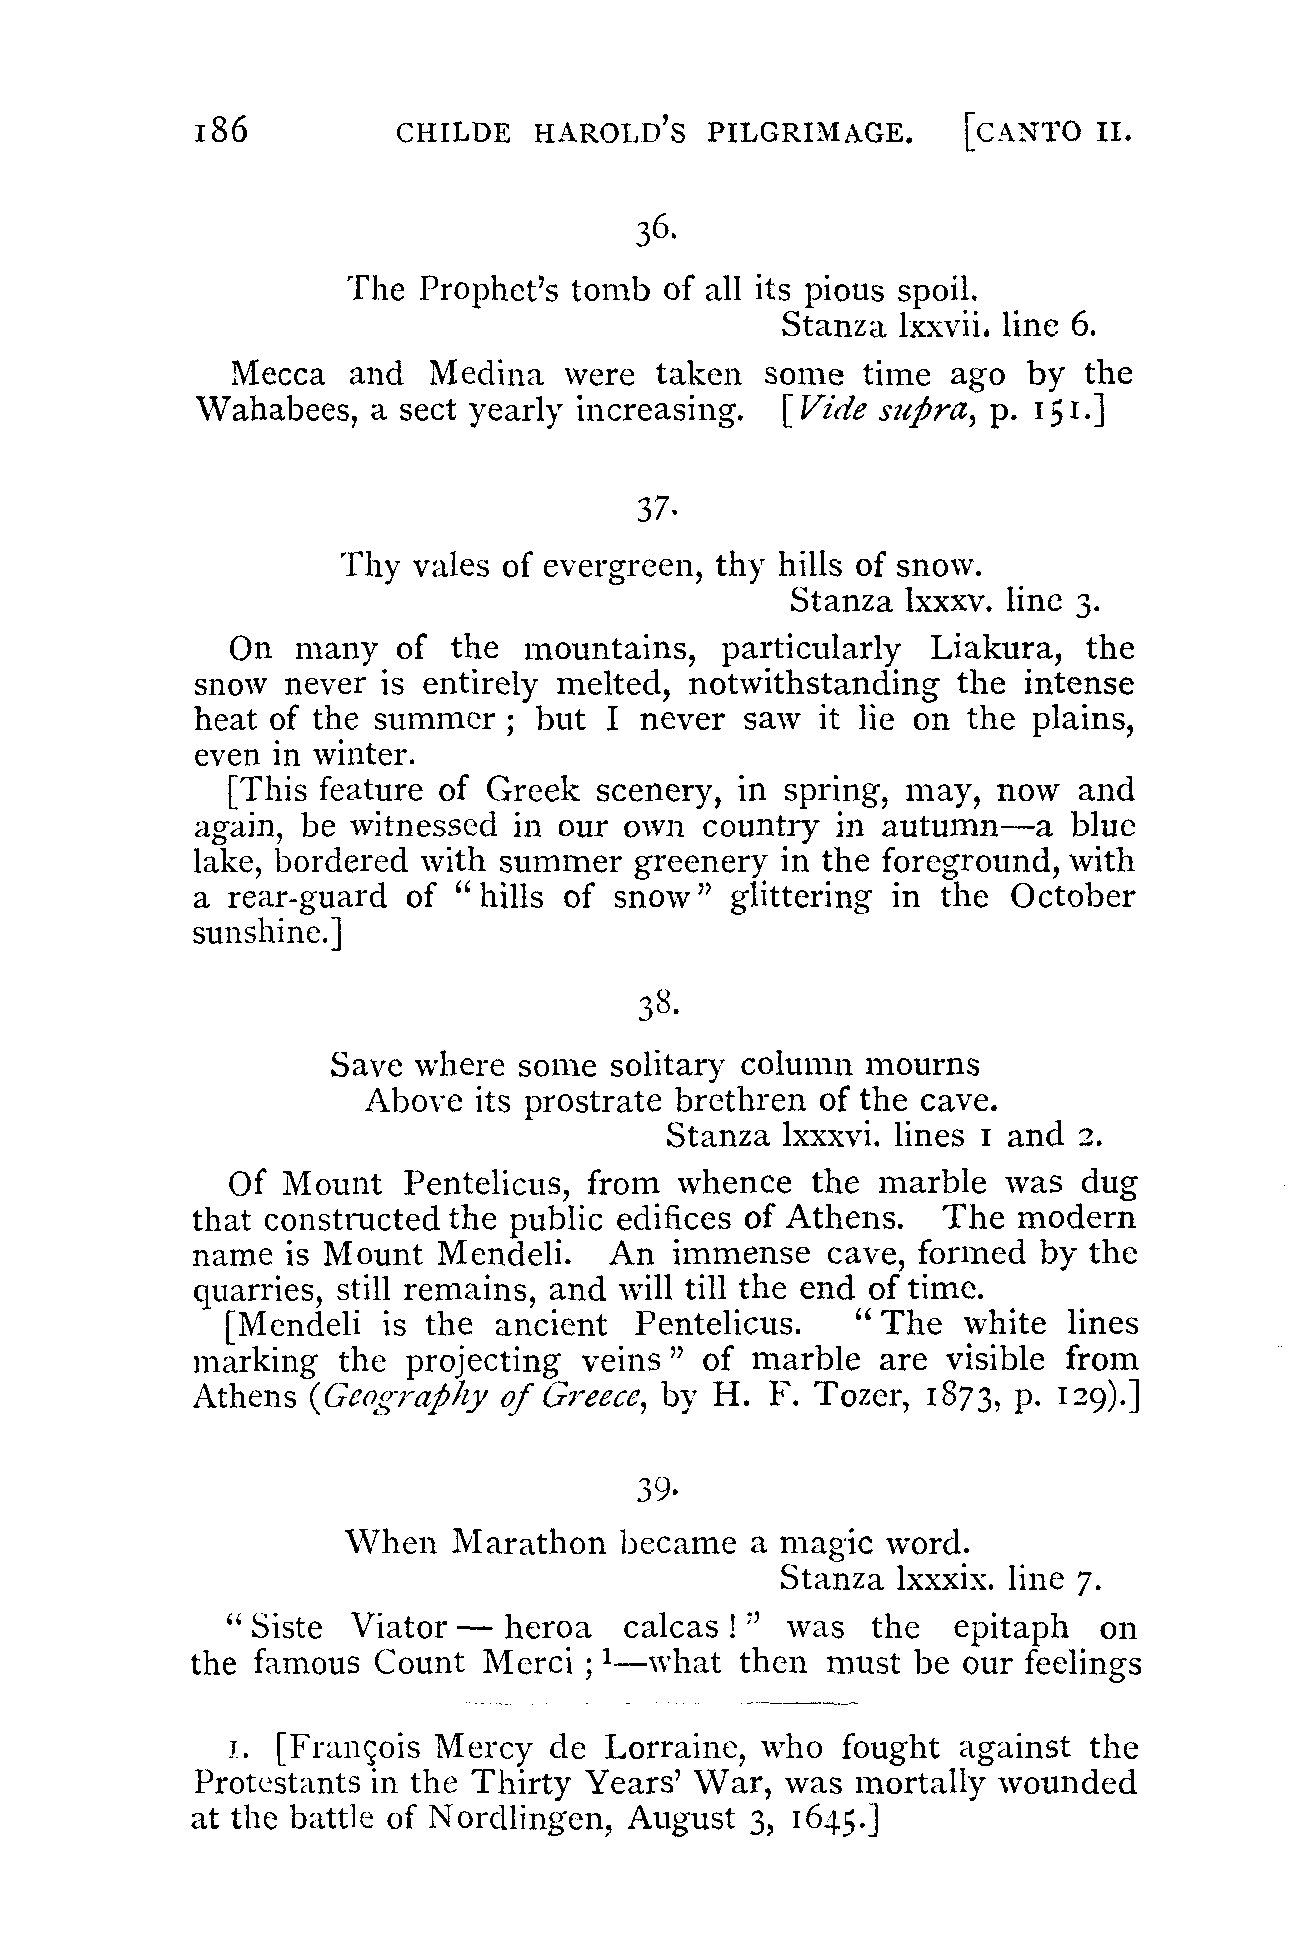 186 CHILDE HAROLD'S PILGRIMAGE. [CANTO II.
36.
The Prophet's tomb of all its pious spoil.
Stanza lxxvii. line 6.
Mecca and Medina were taken some time ago by the
Wahabees, a sect yearly increasing. [Vide supra, p. 151.]
37.
Thy vales of evergreen, thy hills of snow.
Stanza lxxxv. line 3.
On many of the mountains, particularly Liakura, the
snow never is entirely melted, notwithstanding the intense
heat of the summer; but I never saw it lie on the plains,
even in winter.
[This feature of Greek scenery, in spring, may, now and
again, be witnessed in our own country in autumn—a blue
lake, bordered with summer greenery in the foreground, with
a rear-guard of "hills of snow" glittering in the October
sunshine.]
38.
Save where some solitary column mourns
Above its prostrate brethren of the cave.
Stanza lxxxvi. lines 1 and 2.
Of Mount Pentelicus, from whence the marble was dug
that constructed the public edifices of Athens. The modern
name is Mount Mendeli. An immense cave, formed by the
quarries, still remains, and will till the end of time.
[Mendeli is the ancient Pentelicus. "The white lines
marking the projecting veins" of marble are visible from
Athens (Geography of Greece, by H. F. Tozer, 1873, p. 129).]
39.
When Marathon became a magic word.
Stanza lxxxix. line 7.
"Siste Viator—heroa calcas!" was the epitaph on
the famous Count Merci;¹—what then must be our feelings
1. [François Mercy de Lorraine, who fought against the
Protestants in the Thirty Years' War, was mortally wounded
at the battle of Nordlingen, August 3, 1645.]